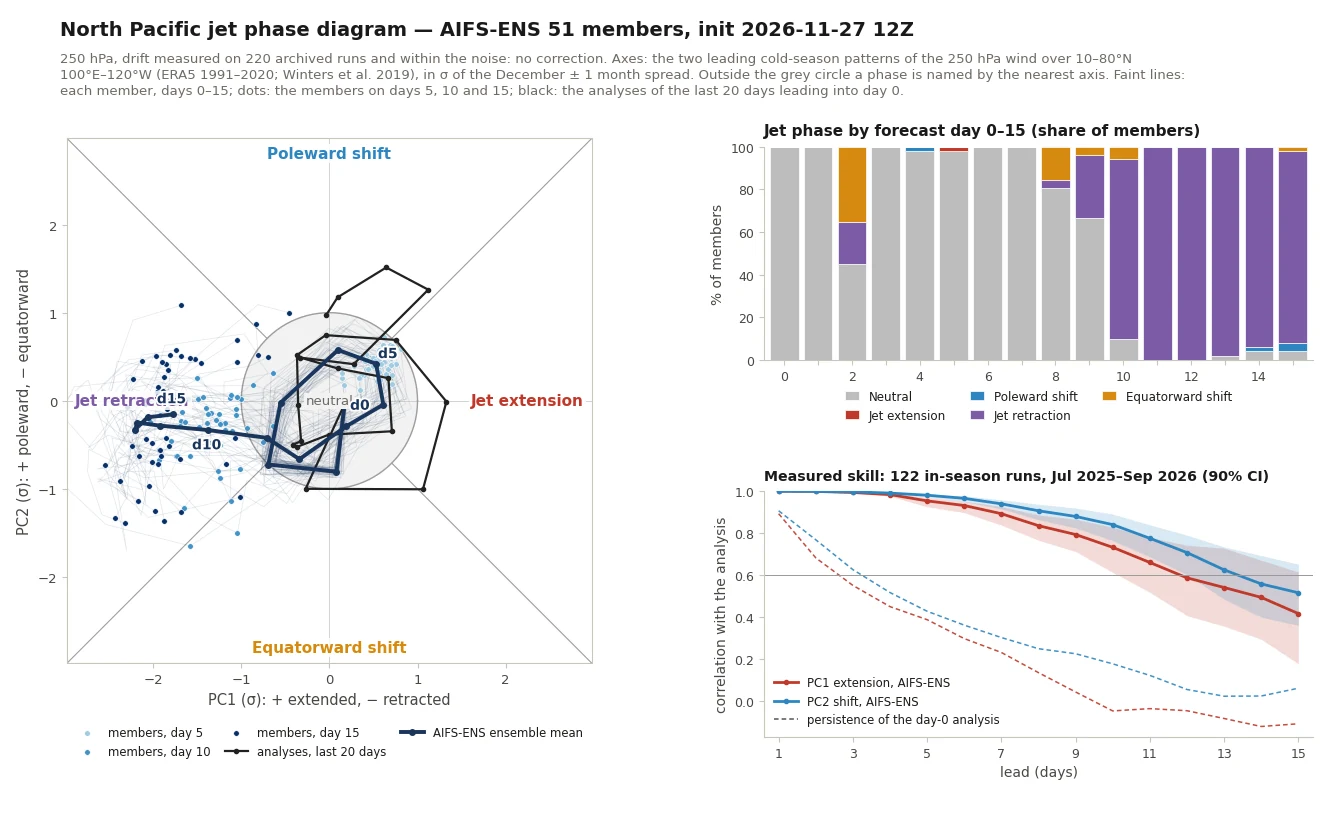 North Pacific jet phase diagram — AIFS-ENS 51 members, init 2026-11-27 12Z
250 hPa, drift measured on 220 archived runs and within the noise: no correction. Axes: the two leading cold-season patterns of the 250 hPa wind over 10–80°N
100°E–120°W (ERA5 1991–2020; Winters et al. 2019), in σ of the December ± 1 month spread. Outside the grey circle a phase is named by the nearest axis. Faint lines:
each member, days 0–15; dots: the members on days 5, 10 and 15; black: the analyses of the last 20 days leading into day 0.
Poleward shift
Jet retrac
Jet extension
Equatorward shift
neutral
d0
d5
d10
d15
2
1
0
−1
−2
−2
−1
0
1
2
PC2 (σ): + poleward, − equatorward
PC1 (σ): + extended, − retracted
members, day 5
members, day 10
members, day 15
analyses, last 20 days
AIFS-ENS ensemble mean
Jet phase by forecast day 0–15 (share of members)
% of members
100
80
60
40
20
0
0
2
4
6
8
10
12
14
Neutral
Jet extension
Poleward shift
Jet retraction
Equatorward shift
Measured skill: 122 in-season runs, Jul 2025–Sep 2026 (90% CI)
correlation with the analysis
1.0
0.8
0.6
0.4
0.2
0.0
PC1 extension, AIFS-ENS
PC2 shift, AIFS-ENS
persistence of the day-0 analysis
1
3
5
7
9
11
13
15
lead (days)